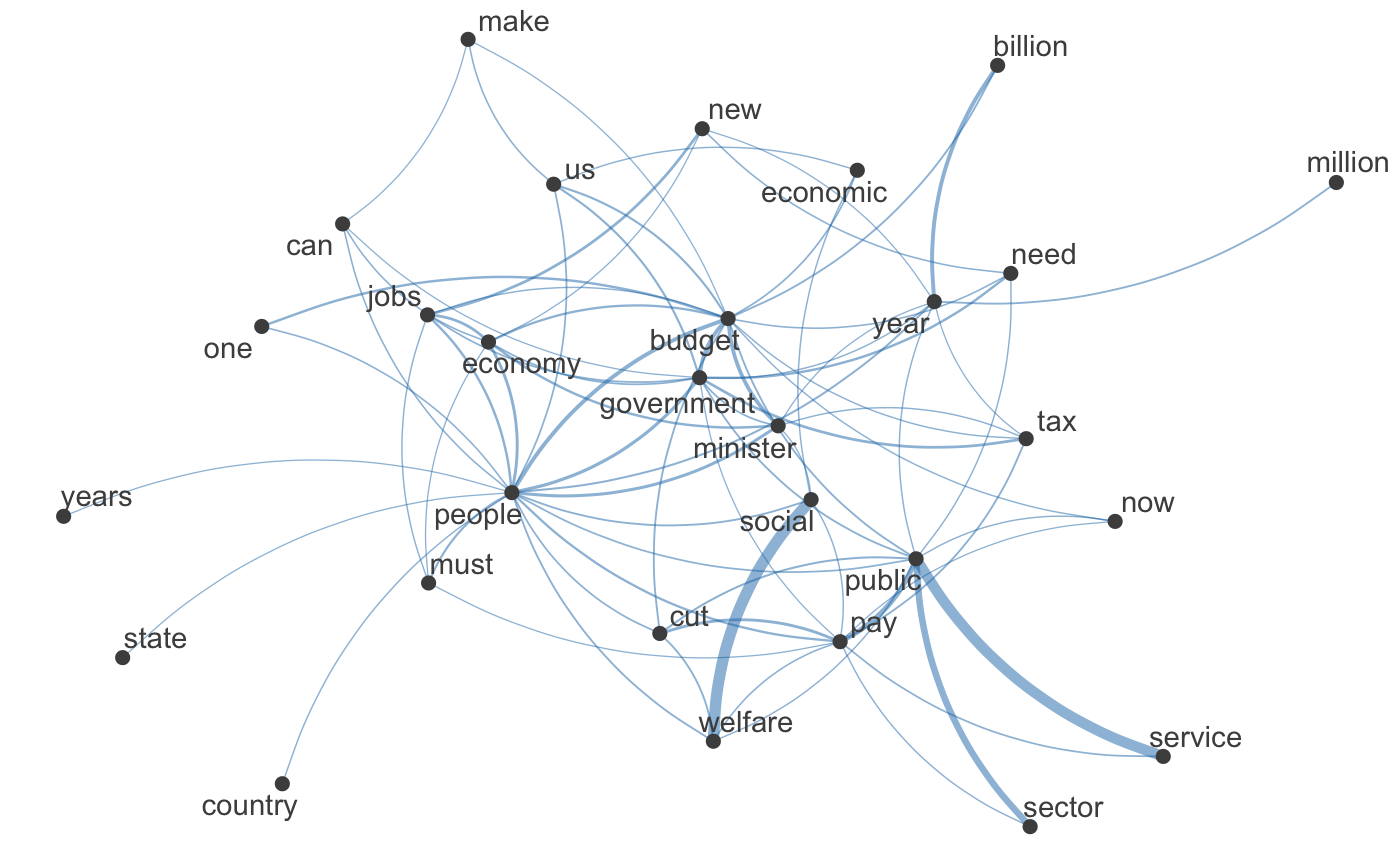 make
billion
new
million
us
economic
can
need
jobs
year
one
budget
economy
government
tax
minister
years
now
people
social
must
public
cut
pay
state
welfare
service
country
sector